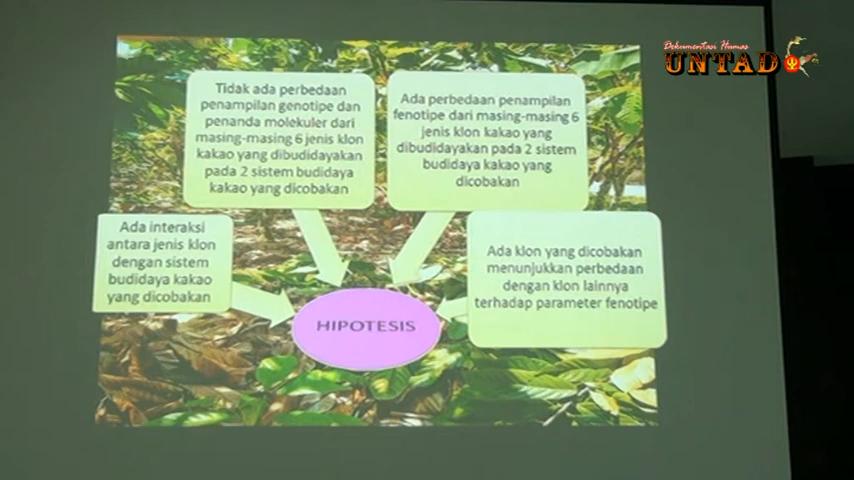 Dokumentasi Humas
UNTAD
Tidak ada perbedaan
penampilan genotipe dan
penanda molekuler dari
masing-masing 6 jenis klon
kakao yang dibudidayakan
pada 2 sistem budidaya
kakao yang dicobakan
Ada perbedaan penampilan
fenotipe dari masing-masing 6
jenis klon kakao yang
dibudidayakan pada 2 sistem
budidaya kakao yang
dicobakan
Ada interaksi
antara jenis klon
dengan sistem
budidaya kakao
yang dicobakan
Ada klon yang dicobakan
menunjukkan perbedaan
dengan klon lainnya
terhadap parameter fenotipe
HIPOTESIS